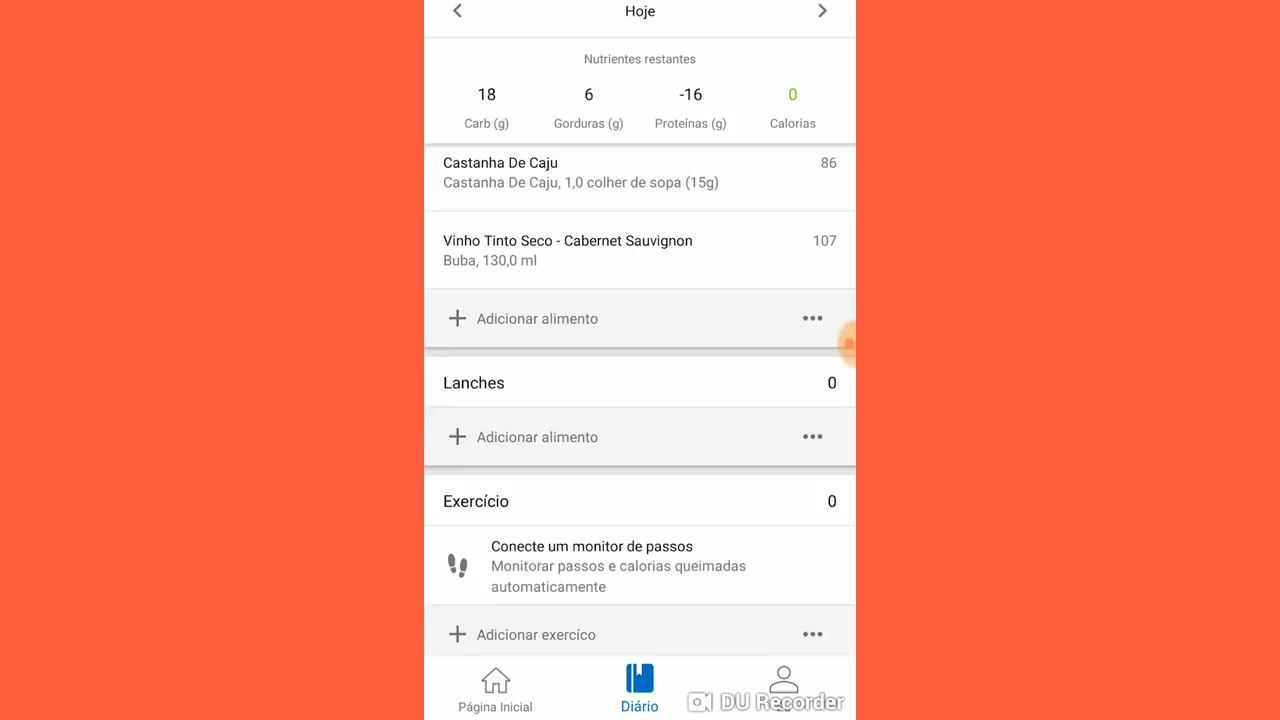 Hoje
Nutrientes restantes
18 6 -16 0
Carb (g) Gorduras (g) Proteínas (g) Calorias
Castanha De Caju 86
Castanha De Caju, 1,0 colher de sopa (15g)
Vinho Tinto Seco - Cabernet Sauvignon 107
Buba, 130,0 ml
Adicionar alimento
Lanches 0
Adicionar alimento
Exercício 0
Conecte um monitor de passos
Monitorar passos e calorias queimadas
automaticamente
Adicionar exercíco
Página Inicial Diário
DU Recorder